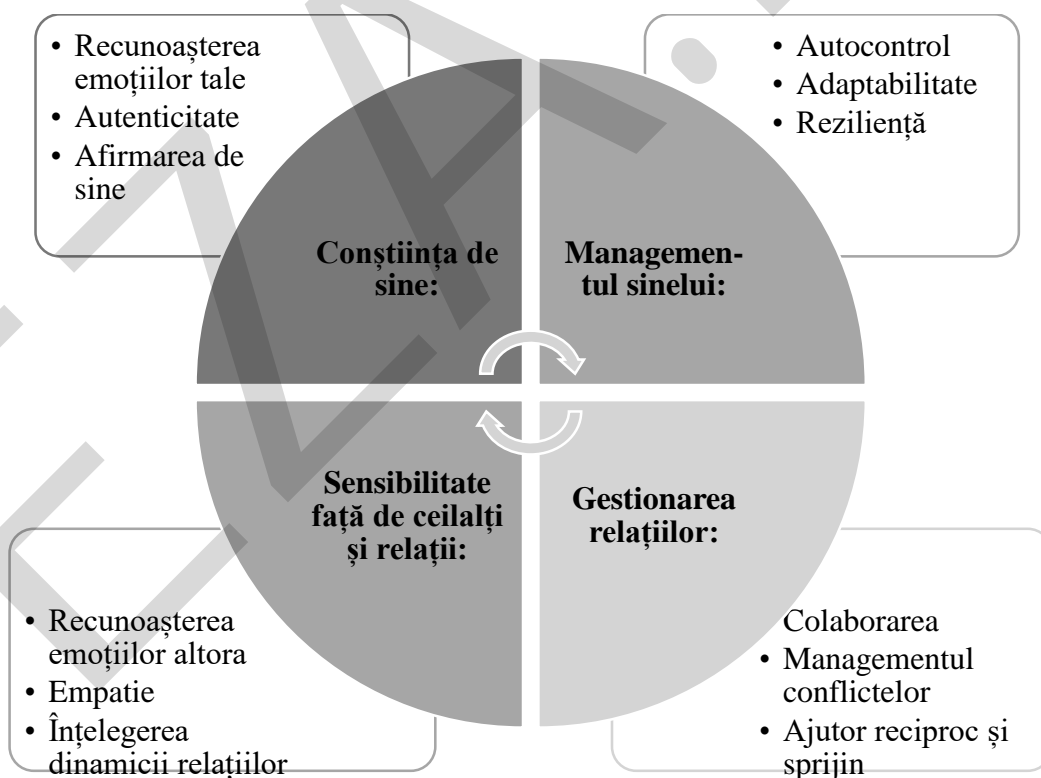 • Recunoașterea
emoțiilor tale
• Autenticitate
• Afirmarea de
sine
• Autocontrol
• Adaptabilitate
• Reziliență
Conștiința de
sine:
Managemen-
tul sinelui:
Sensibilitate
față de ceilalți
și relații:
Gestionarea
relațiilor:
• Recunoașterea
emoțiilor altora
• Empatie
• Înțelegerea
dinamicii relațiilor
Colaborarea
• Managementul
conflictelor
• Ajutor reciproc și
sprijin